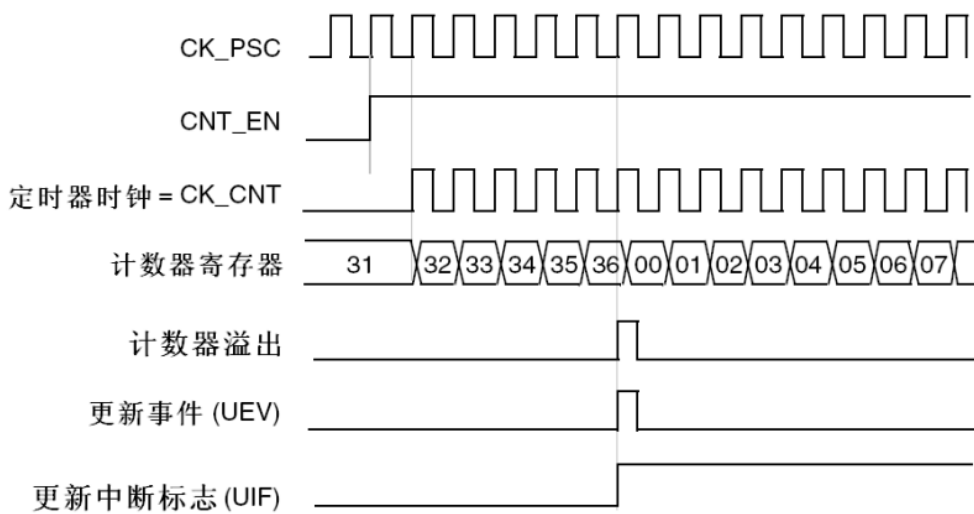 CK_PSC
CNT_EN
定时器时钟 = CK_CNT
计数器寄存器 31 32 33 34 35 36 00 01 02 03 04 05 06 07
计数器溢出
更新事件 (UEV)
更新中断标志 (UIF)